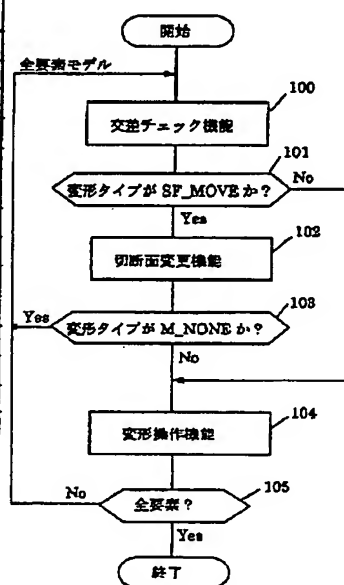 開始
全要素モデル
100
交差チェック機能
101
変形タイプが SF_MOVE か？
No
Yes
102
切断面変更機能
103
Yes
変形タイプが M_NONE か？
No
104
変形操作機能
No
105
全要素？
Yes
終了